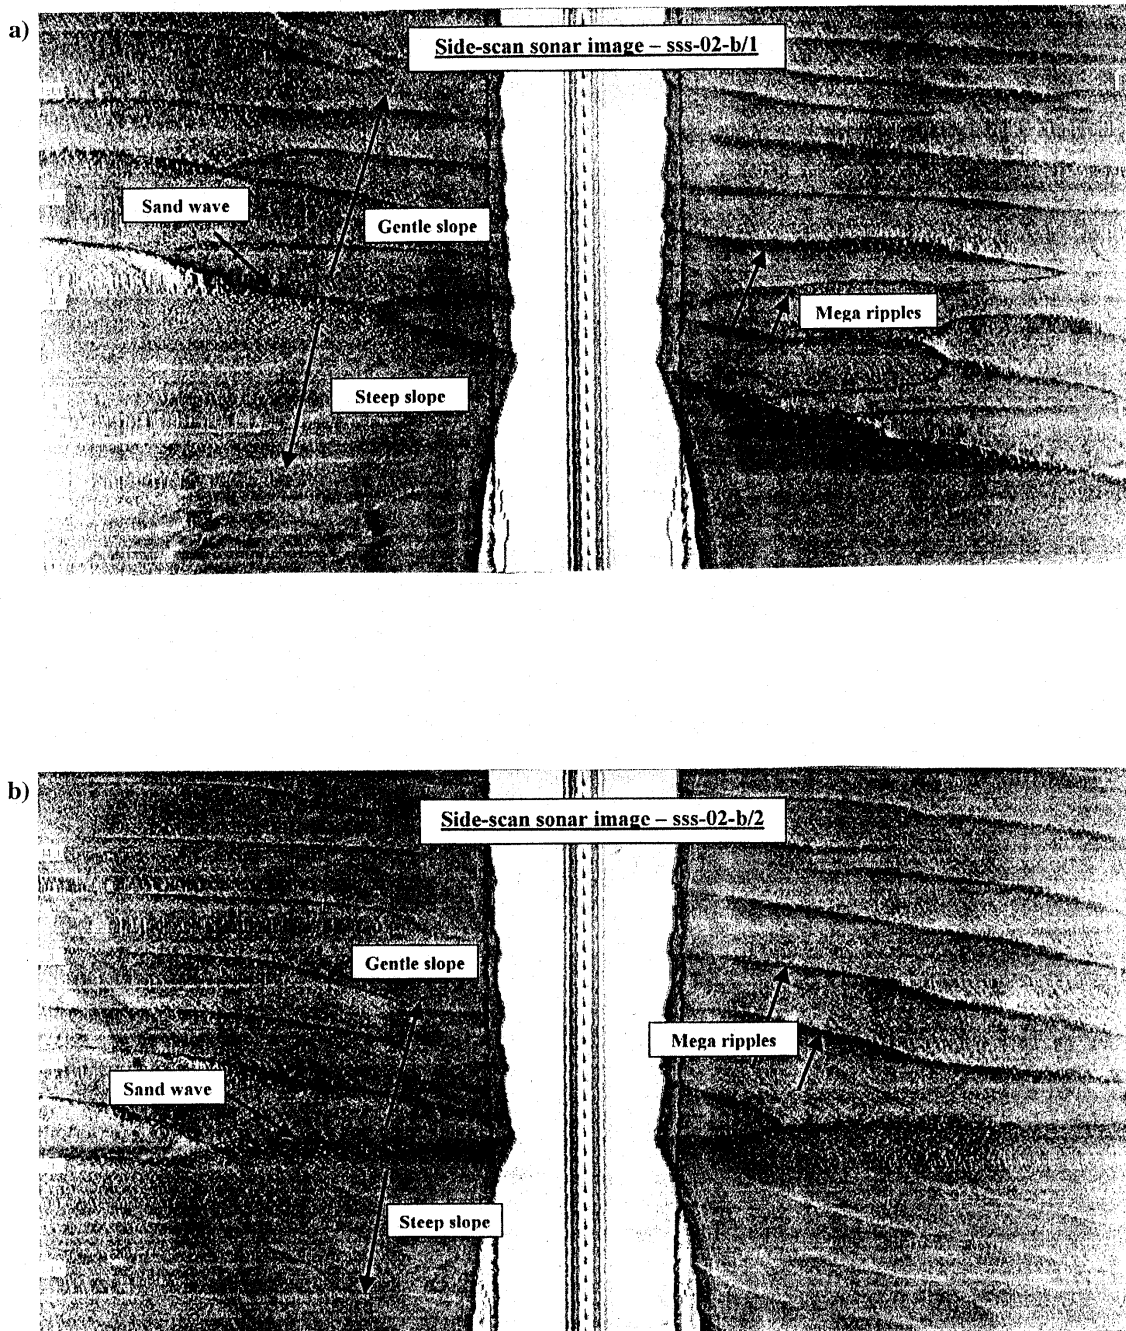 a)
Side-scan sonar image – sss-02-b/1
Sand wave
Gentle slope
Mega ripples
Steep slope
b)
Side-scan sonar image – sss-02-b/2
Gentle slope
Mega ripples
Sand wave
Steep slope